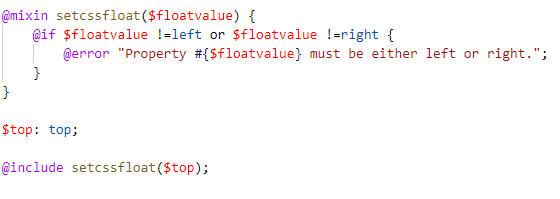 @mixin setcssfloat($floatvalue) {
    @if $floatvalue !=left or $floatvalue !=right {
        @error "Property #{$floatvalue} must be either left or right.";
    }
}
$top: top;
@include setcssfloat($top);